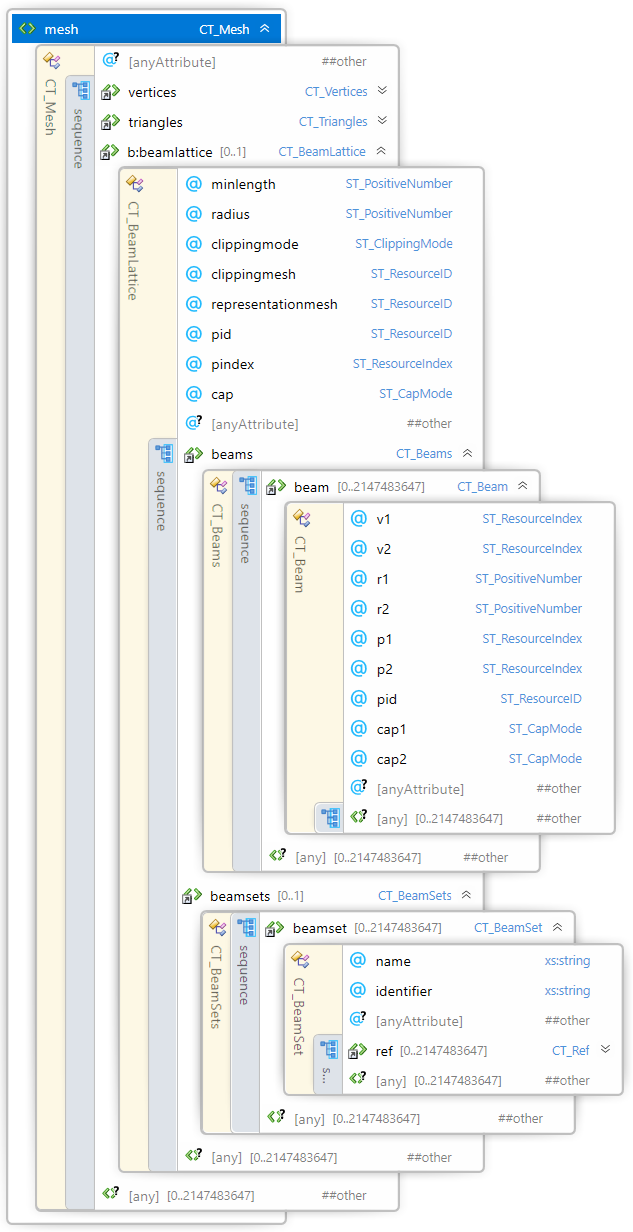 mesh CT_Mesh
CT_Mesh
sequence
[anyAttribute] ##other
vertices CT_Vertices
triangles CT_Triangles
b:beamlattice [0..1] CT_BeamLattice
CT_BeamLattice
minlength ST_PositiveNumber
radius ST_PositiveNumber
clippingmode ST_ClippingMode
clippingmesh ST_ResourceID
representationmesh ST_ResourceID
pid ST_ResourceID
pindex ST_ResourceIndex
cap ST_CapMode
[anyAttribute] ##other
sequence
beams CT_Beams
CT_Beams
sequence
beam [0..2147483647] CT_Beam
CT_Beam
v1 ST_ResourceIndex
v2 ST_ResourceIndex
r1 ST_PositiveNumber
r2 ST_PositiveNumber
p1 ST_ResourceIndex
p2 ST_ResourceIndex
pid ST_ResourceID
cap1 ST_CapMode
cap2 ST_CapMode
[anyAttribute] ##other
[any] [0..2147483647] ##other
[any] [0..2147483647] ##other
beamsets [0..1] CT_BeamSets
CT_BeamSets
sequence
beamset [0..2147483647] CT_BeamSet
CT_BeamSet
name xs:string
identifier xs:string
[anyAttribute] ##other
s...
ref [0..2147483647] CT_Ref
[any] [0..2147483647] ##other
[any] [0..2147483647] ##other
[any] [0..2147483647] ##other
[any] [0..2147483647] ##other